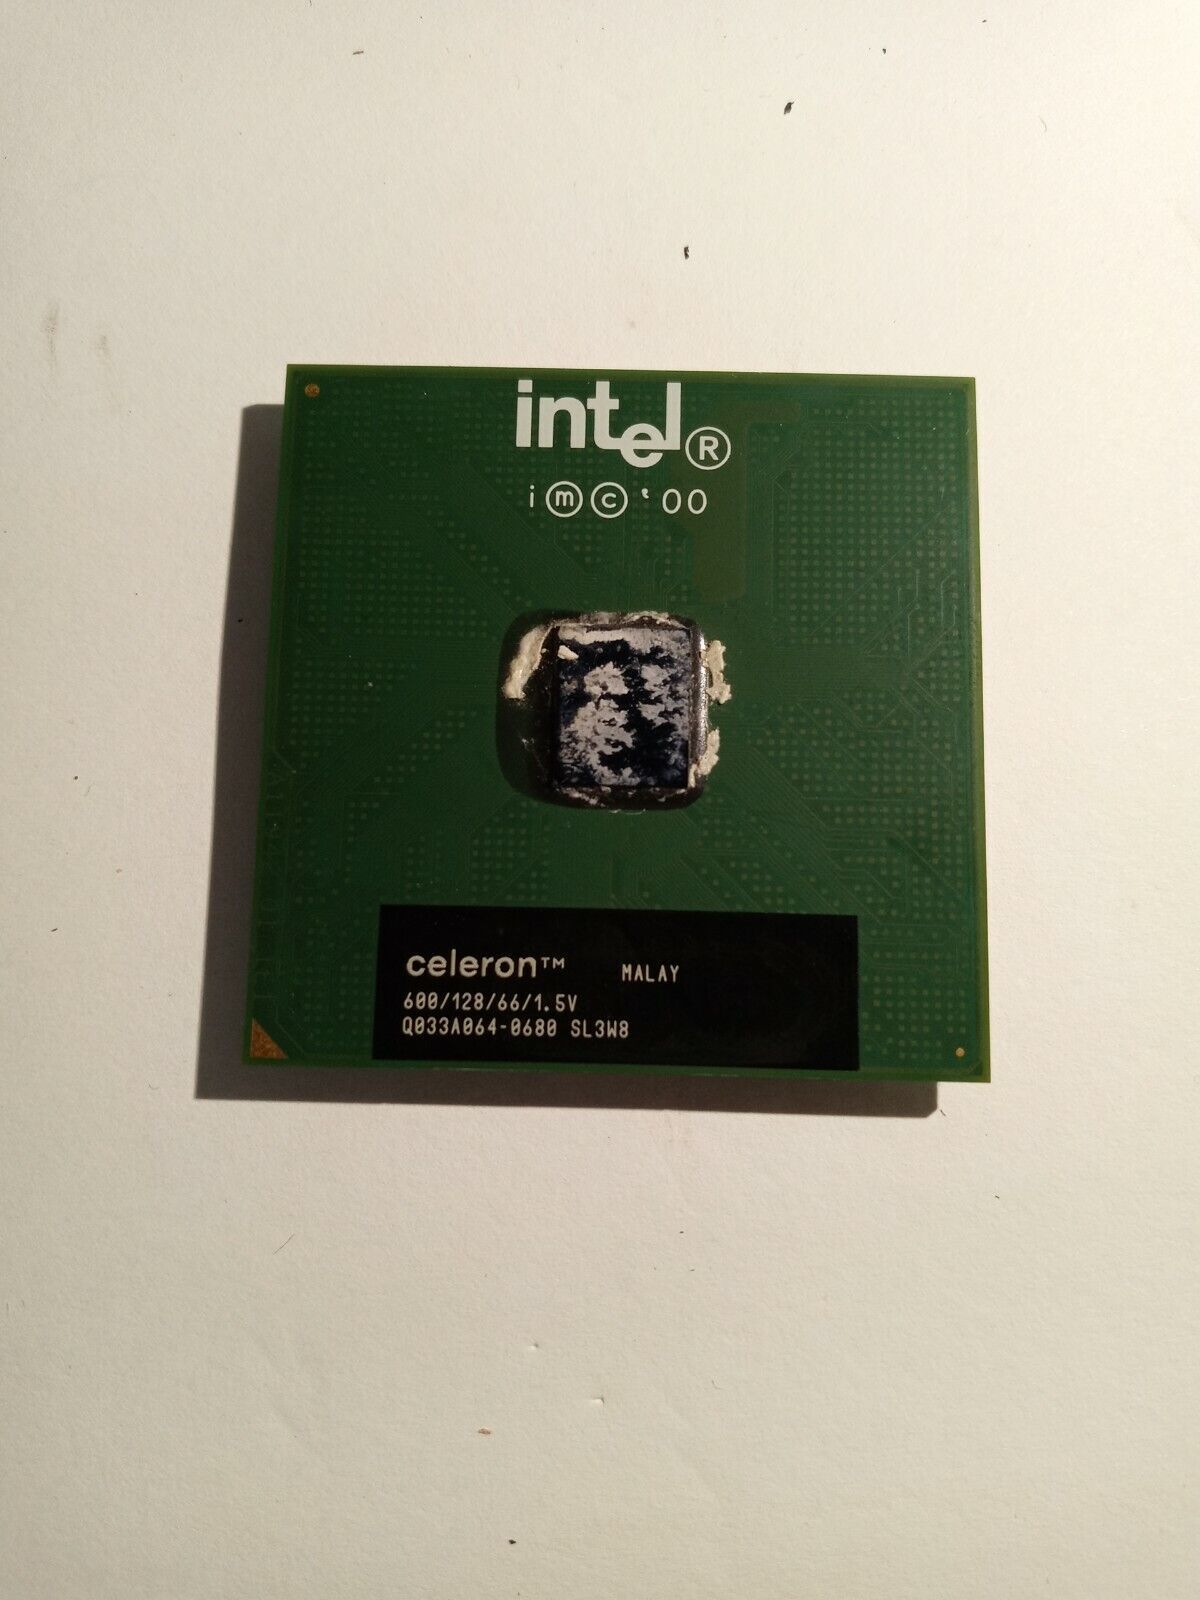 intel®
i ⓜ © '00
celeron™ MALAY
600/128/66/1.5V
Q033A064-0680 SL3W8